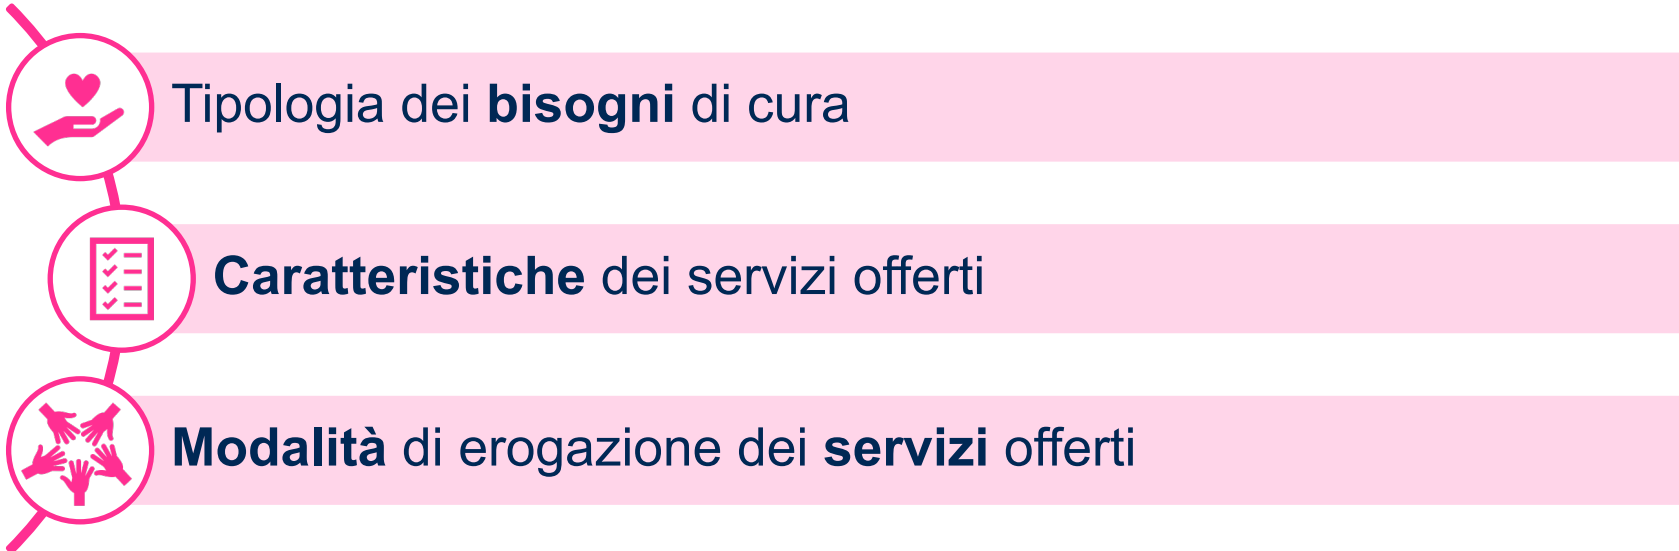 Tipologia dei bisogni di cura
Caratteristiche dei servizi offerti
Modalità di erogazione dei servizi offerti